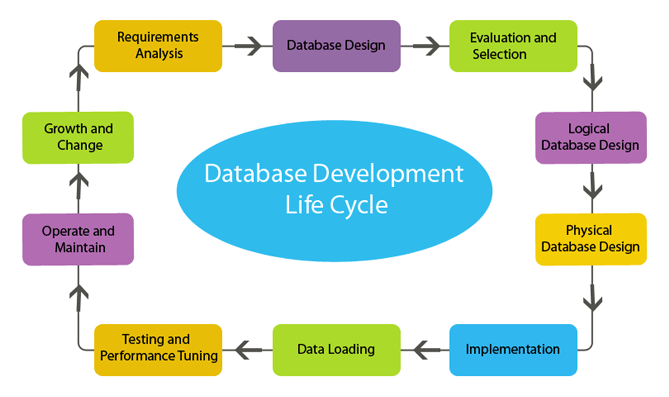 Requirements
Analysis
Database Design
Evaluation and
Selection
Logical
Database Design
Physical
Database Design
Implementation
Data Loading
Testing and
Performance Tuning
Operate and
Maintain
Growth and
Change
Database Development
Life Cycle